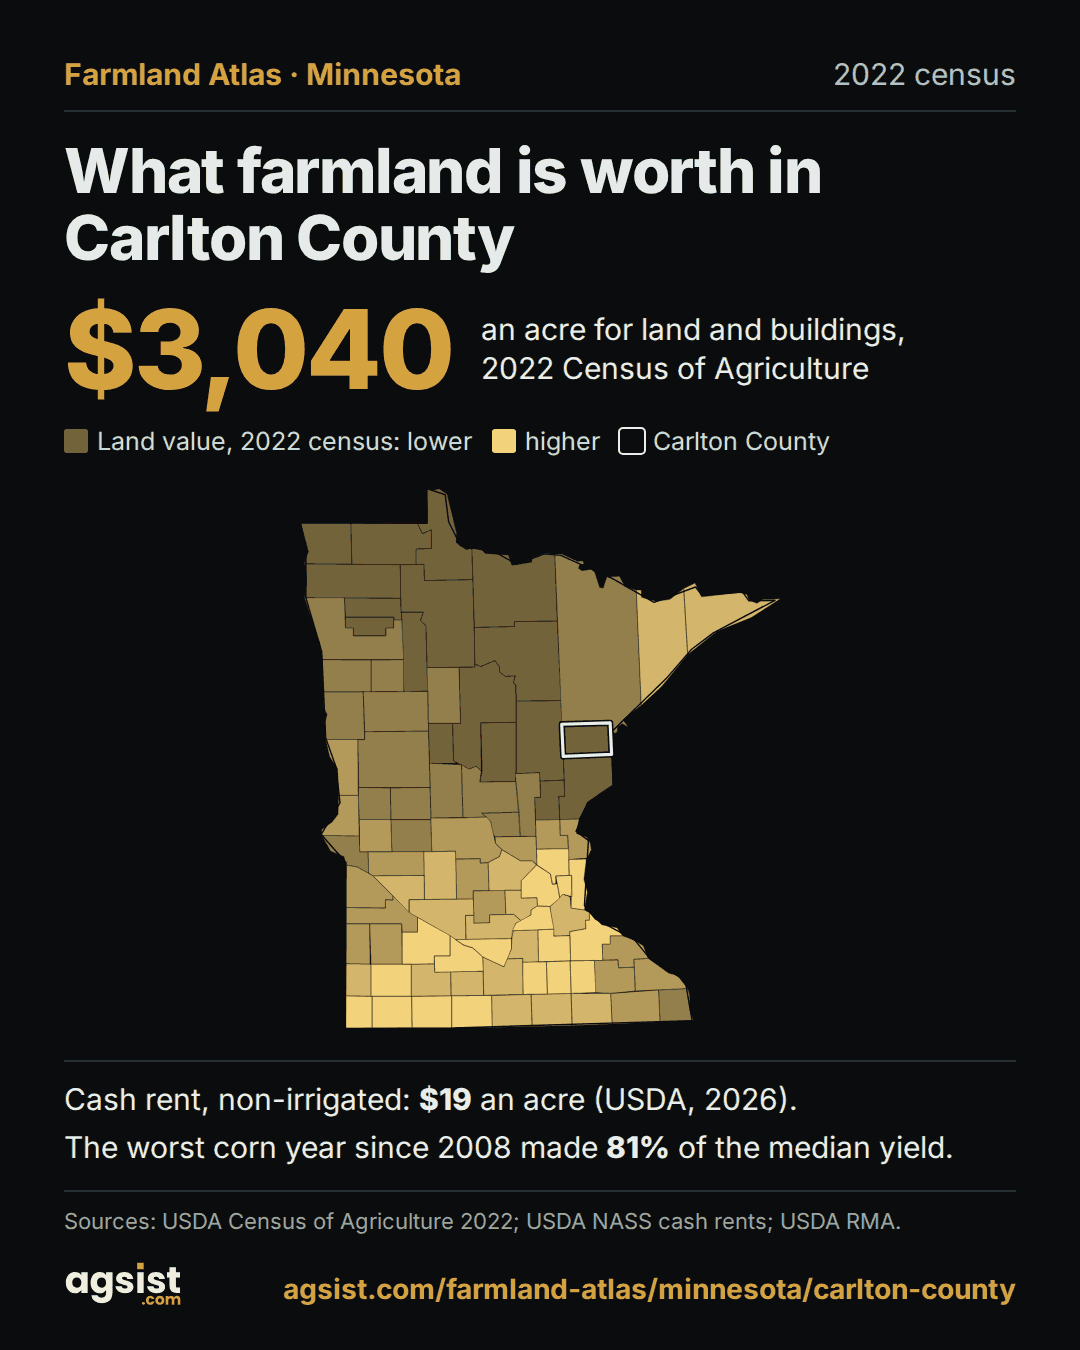 Farmland Atlas · Minnesota
2022 census
What farmland is worth in
Carlton County
$3,040
an acre for land and buildings,
2022 Census of Agriculture
Land value, 2022 census: lower
higher
Carlton County
Cash rent, non-irrigated: $19 an acre (USDA, 2026).
The worst corn year since 2008 made 81% of the median yield.
Sources: USDA Census of Agriculture 2022; USDA NASS cash rents; USDA RMA.
agsist
.com
agsist.com/farmland-atlas/minnesota/carlton-county